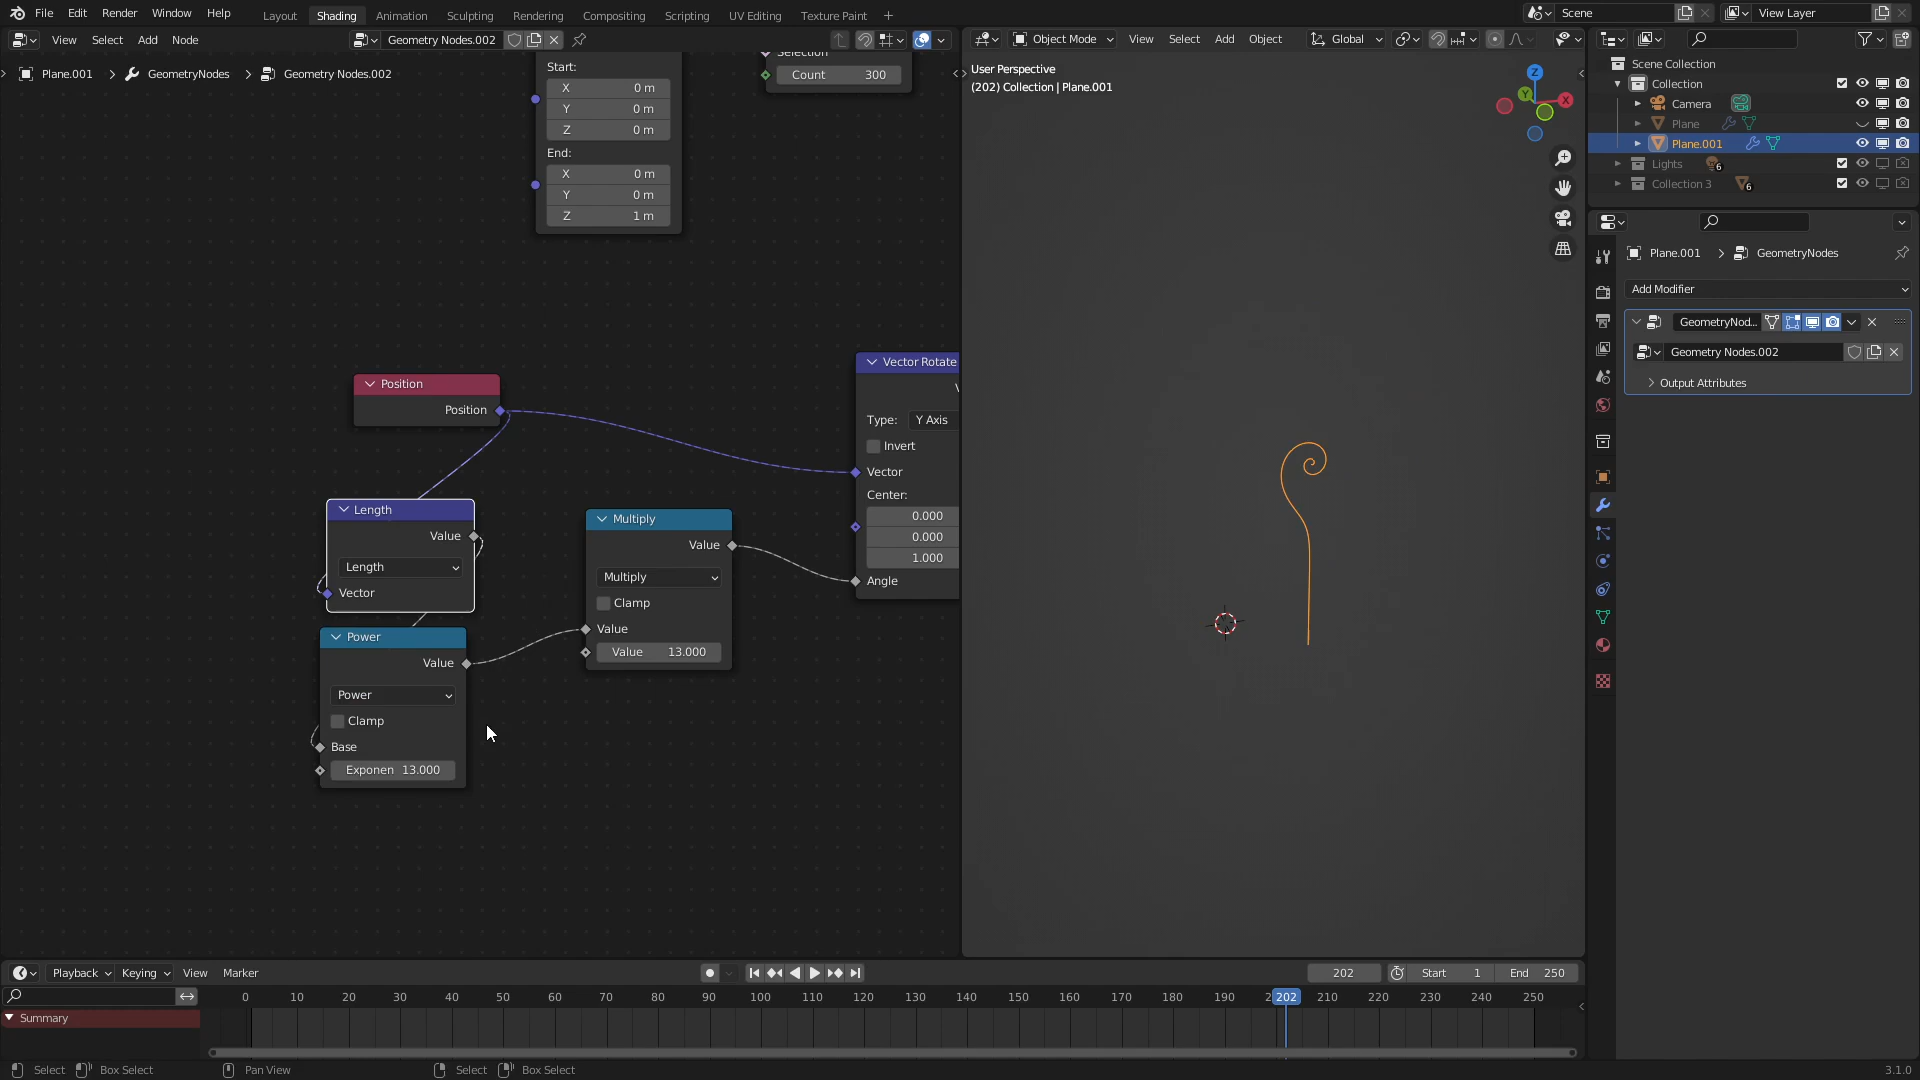 File Edit Render Window Help Layout Shading Animation Sculpting Rendering Compositing Scripting UV Editing Texture Paint + Scene View Layer
View Select Add Node Geometry Nodes.002 Object Mode View Select Add Object Global
Plane.001 > GeometryNodes > Geometry Nodes.002
Start:
X 0 m
Y 0 m
Z 0 m
End:
X 0 m
Y 0 m
Z 1 m
Selection
Count 300
Position
Position
Length
Value
Length
Vector
Power
Value
Power
Clamp
Base
Exponen 13.000
Multiply
Value
Multiply
Clamp
Value
Value 13.000
Vector Rotate
Type: Y Axis
Invert
Vector
Center:
0.000
0.000
1.000
Angle
User Perspective
(202) Collection | Plane.001
Z
Y
X
Scene Collection
Collection
Camera
Plane
Plane.001
Lights 6
Collection 3 6
Plane.001 > GeometryNodes
Add Modifier
GeometryNod...
Geometry Nodes.002
Output Attributes
Playback Keying View Marker 202 Start 1 End 250
0 10 20 30 40 50 60 70 80 90 100 110 120 130 140 150 160 170 180 190 202 210 220 230 240 250
Summary
Select Box Select Pan View Select Box Select 3.1.0